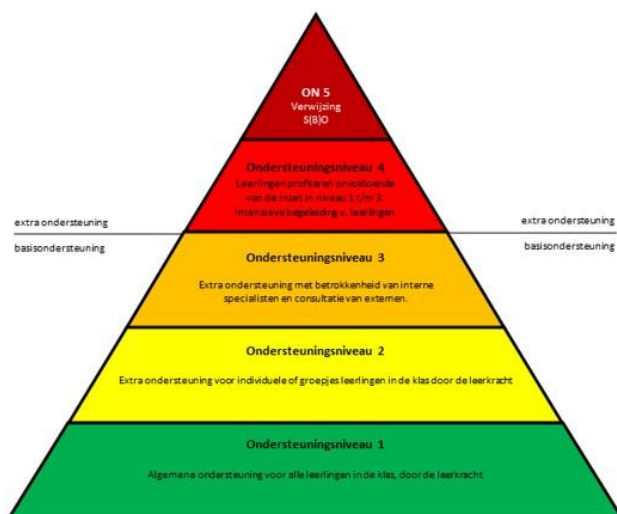 ON 5
Verwijzing
S(B)O
Ondersteuningsniveau 4
Leerlingen profiteren onvoldoende
van de inzet in niveau 1 t/m 3.
Intensieve begeleiding v. leerlingen
extra ondersteuning
extra ondersteuning
basisondersteuning
basisondersteuning
Ondersteuningsniveau 3
Extra ondersteuning met betrokkenheid van interne
specialisten en consultatie van externen.
Ondersteuningsniveau 2
Extra ondersteuning voor individuele of groepjes leerlingen in de klas door de leerkracht
Ondersteuningsniveau 1
Algemene ondersteuning voor alle leerlingen in de klas, door de leerkracht